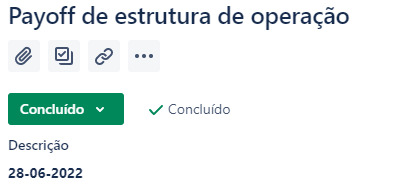 Payoff de estrutura de operação
Concluído Concluído
Descrição
28-06-2022